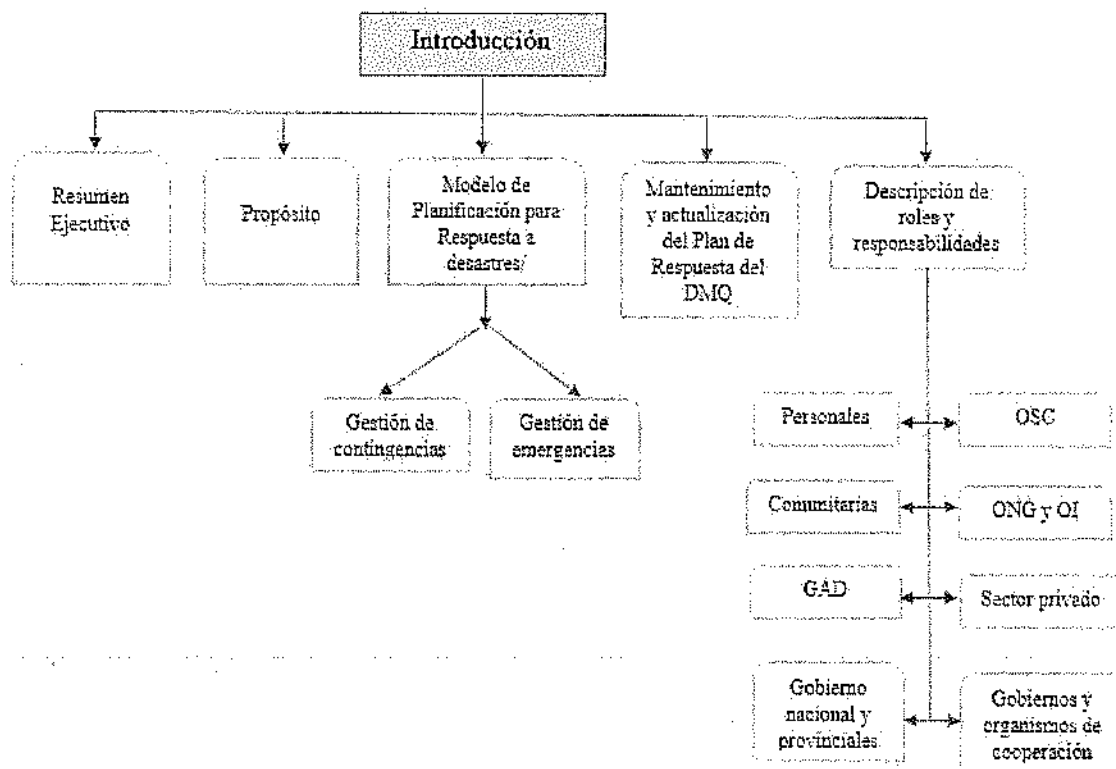 Introducción
Resumen
Ejecutivo
Propósito
Modelo de
Planificación para
Respuesta a
desastres/
Mantenimiento
y actualización
del Plan de
Respuesta del
DMQ
Descripción de
roles y
responsabilidades
Gestión de
contingencias
Gestión de
emergencias
Personales
OSC
Comunitarias
ONG y OI
GAD
Sector privado
Gobierno
nacional y
provinciales
Gobiernos y
organismos de
cooperación